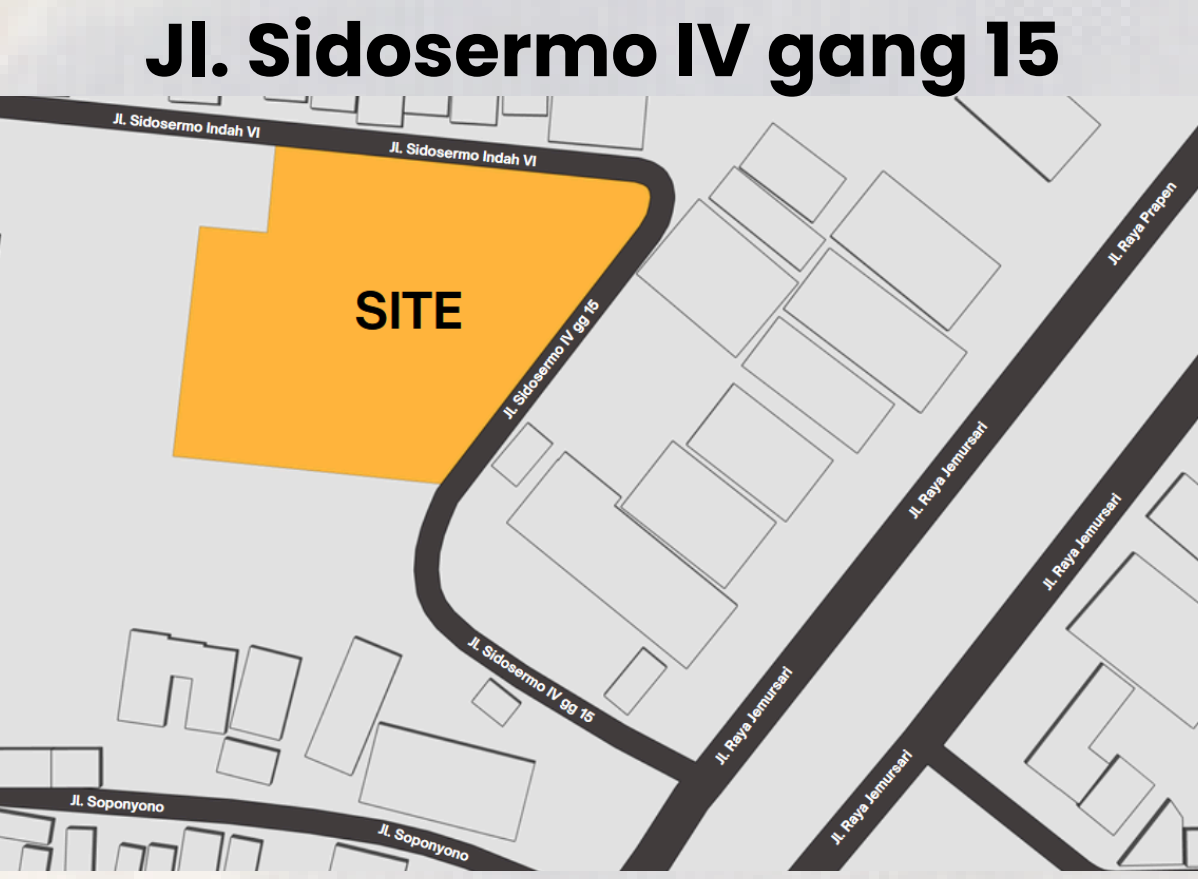 Jl. Sidosermo IV gang 15
Jl. Sidosermo Indah VI
Jl. Sidosermo Indah VI
Jl. Raya Prapen
SITE
Jl. Sidosermo IV gg 15
Jl. Raya Jemursari
Jl. Raya Jemursari
Jl. Sidosermo IV gg 15
Jl. Raya Jemursari
Jl. Raya Jemursari
Jl. Soponyono
Jl. Soponyono